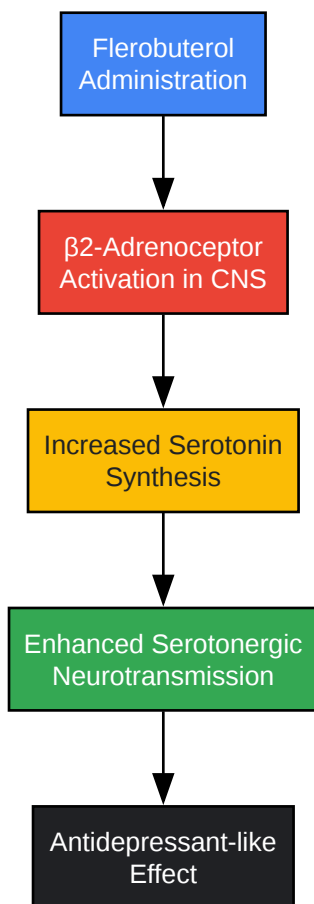 Flerobuterol
Administration
β2-Adrenoceptor
Activation in CNS
Increased Serotonin
Synthesis
Enhanced Serotonergic
Neurotransmission
Antidepressant-like
Effect